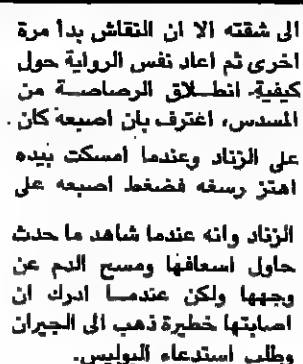 الى شقته الا ان النقاش بدأ مرة
اخرى ثم اعاد نفس الرواية حول
كيفية انطلاق الرصاصة من
المسدس، اعترف بان اصبعه كان .
على الزناد وعندما امسكت بيده
اهتز رسغه فضغط اصبعه على
الزناد وانه عندما شاهد ما حدث
حاول اسعافها ومسح الدم عن
وجهها ولكن عندما ادرك ان
اصابتها خطيرة ذهب الى الجيران
وطلب استدعاء البوليس.